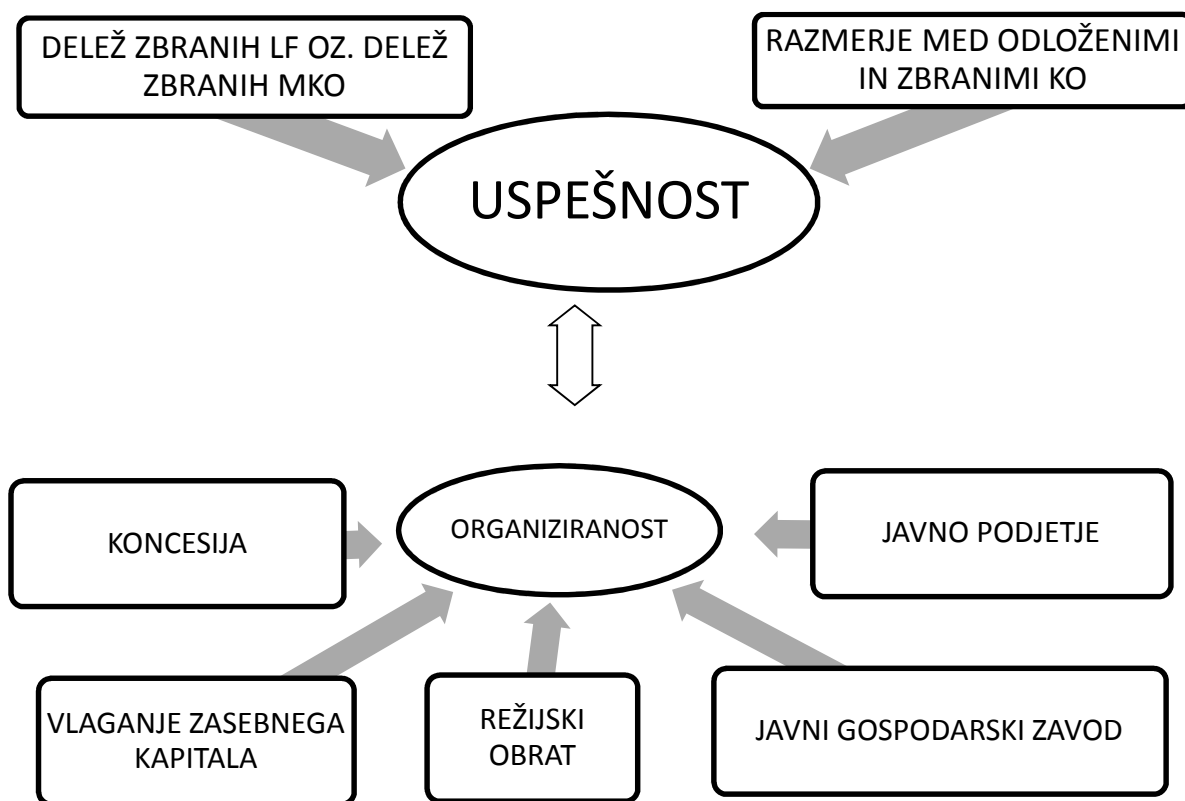 DELEŽ ZBRANIH LF OZ. DELEŽ
ZBRANIH MKO
RAZMERJE MED ODLOŽENIMI
IN ZBRANIMI KO
USPEŠNOST
KONCESIJA
ORGANIZIRANOST
JAVNO PODJETJE
VLAGANJE ZASEBNEGA
KAPITALA
REŽIJSKI
OBRAT
JAVNI GOSPODARSKI ZAVOD